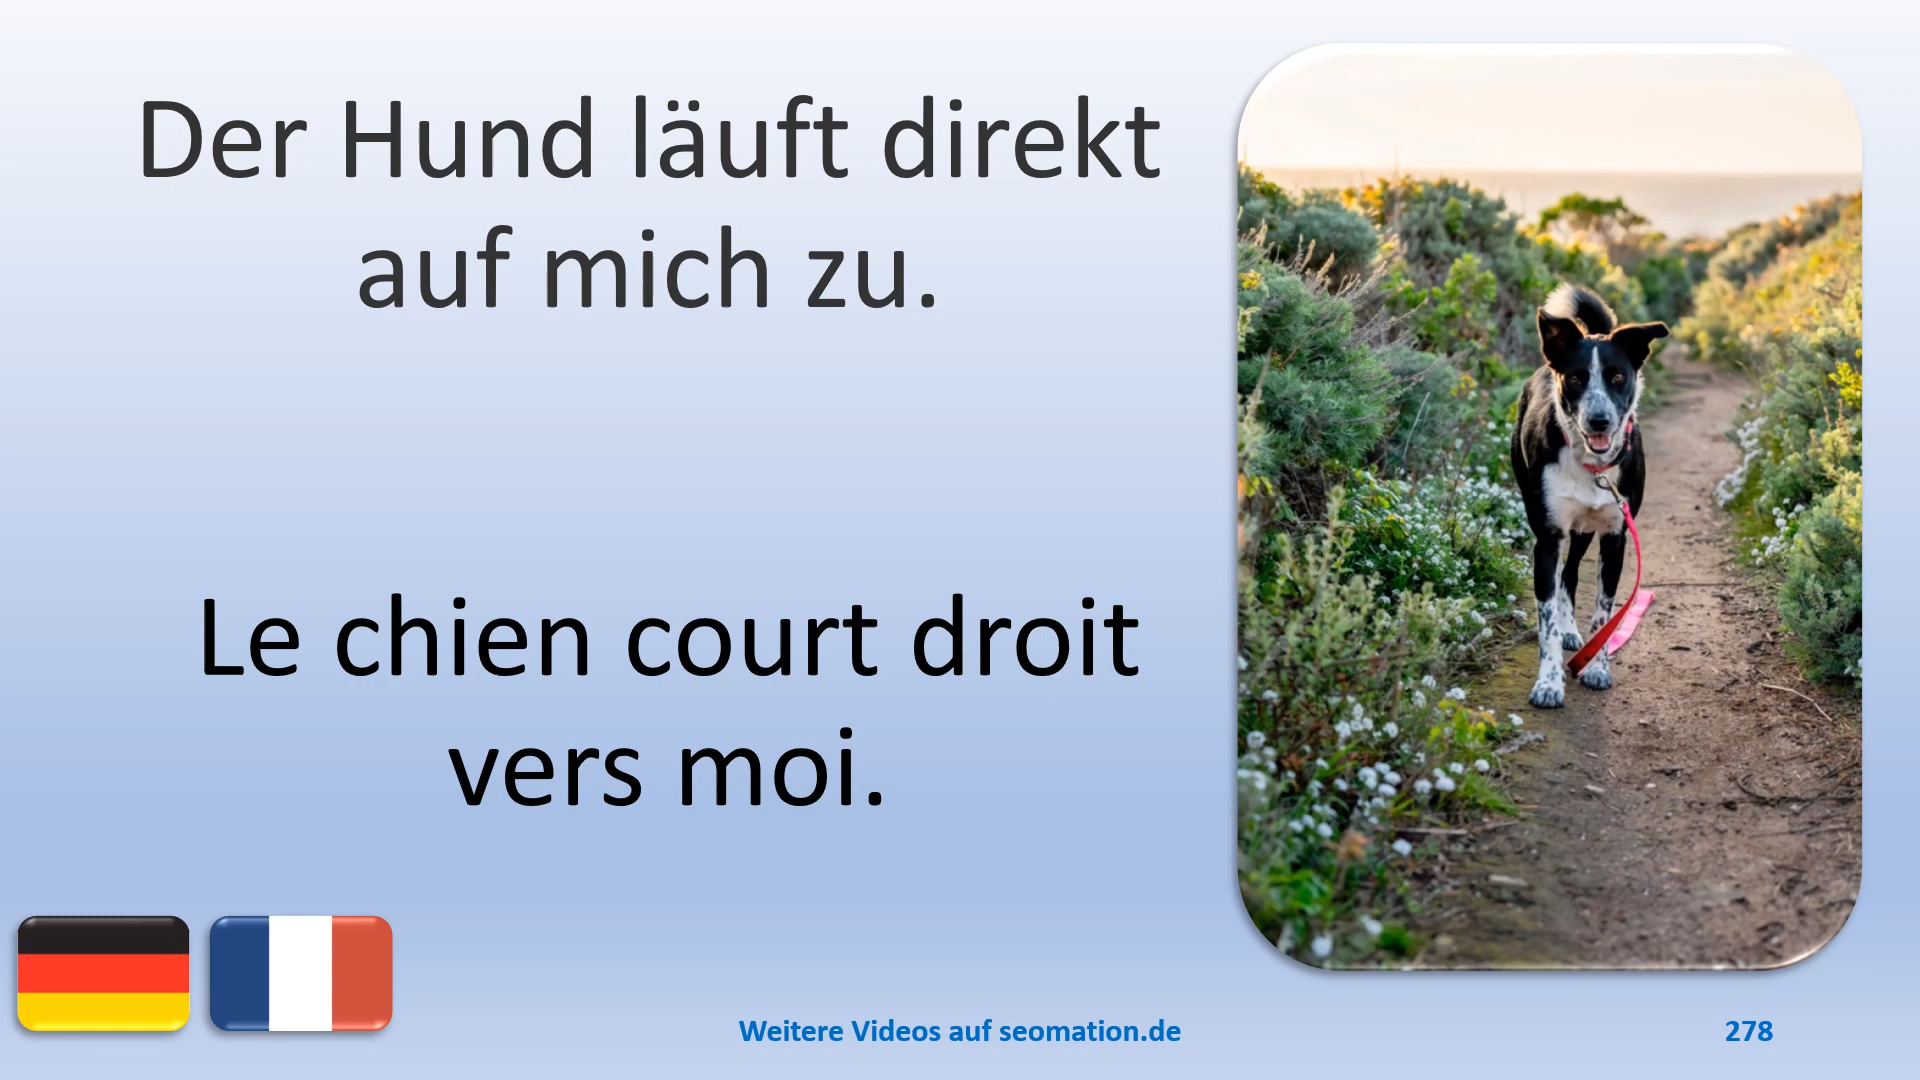 Der Hund läuft direkt
auf mich zu.
Le chien court droit
vers moi.
Weitere Videos auf seomation.de
278